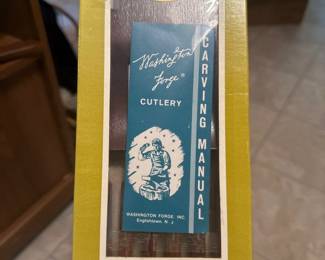 Washington
Forge®
CUTLERY
WASHINGTON FORGE, INC.
Englishtown, N. J.
CARVING MANUAL